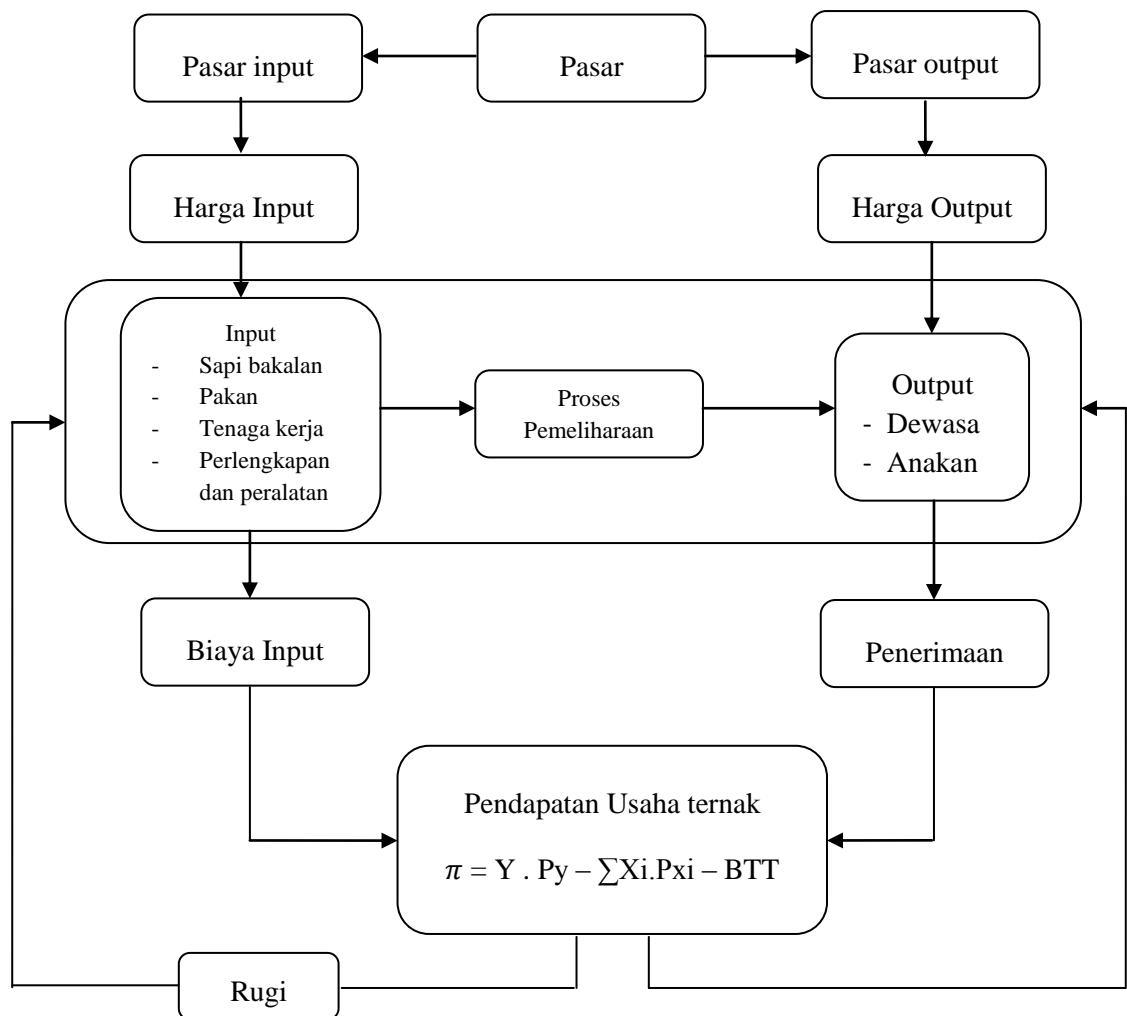 Pasar input
Pasar
Pasar output
Harga Input
Harga Output
Input
- Sapi bakalan
- Pakan
- Tenaga kerja
- Perlengkapan
dan peralatan
Proses
Pemeliharaan
Output
- Dewasa
- Anakan
Biaya Input
Penerimaan
Pendapatan Usaha ternak
𝜋 = Y . Py – ∑Xi.Pxi – BTT
Rugi